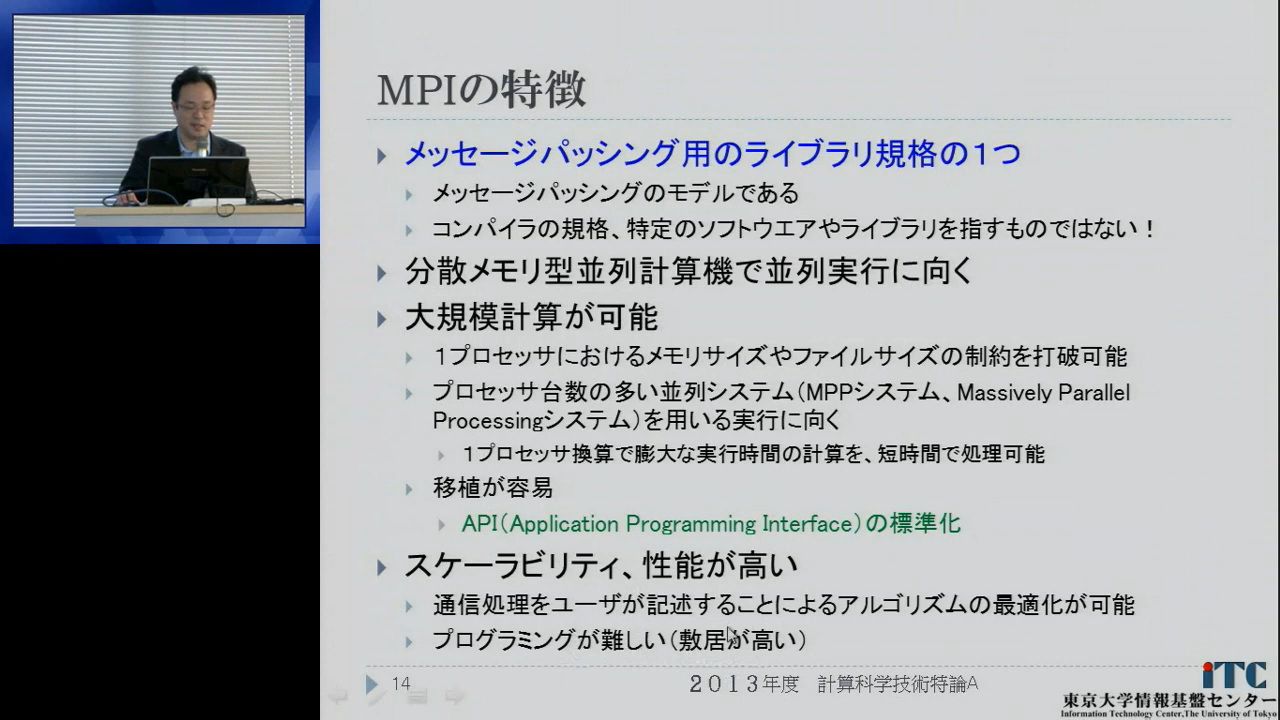 MPIの特徴
メッセージパッシング用のライブラリ規格の１つ
メッセージパッシングのモデルである
コンパイラの規格、特定のソフトウエアやライブラリを指すものではない！
分散メモリ型並列計算機で並列実行に向く
大規模計算が可能
１プロセッサにおけるメモリサイズやファイルサイズの制約を打破可能
プロセッサ台数の多い並列システム（MPPシステム、Massively Parallel
Processingシステム）を用いる実行に向く
１プロセッサ換算で膨大な実行時間の計算を、短時間で処理可能
移植が容易
API（Application Programming Interface）の標準化
スケーラビリティ、性能が高い
通信処理をユーザが記述することによるアルゴリズムの最適化が可能
プログラミングが難しい（敷居が高い）
14
２０１３年度　計算科学技術特論A
iTC
東京大学情報基盤センター
Information Technology Center,The University of Tokyo